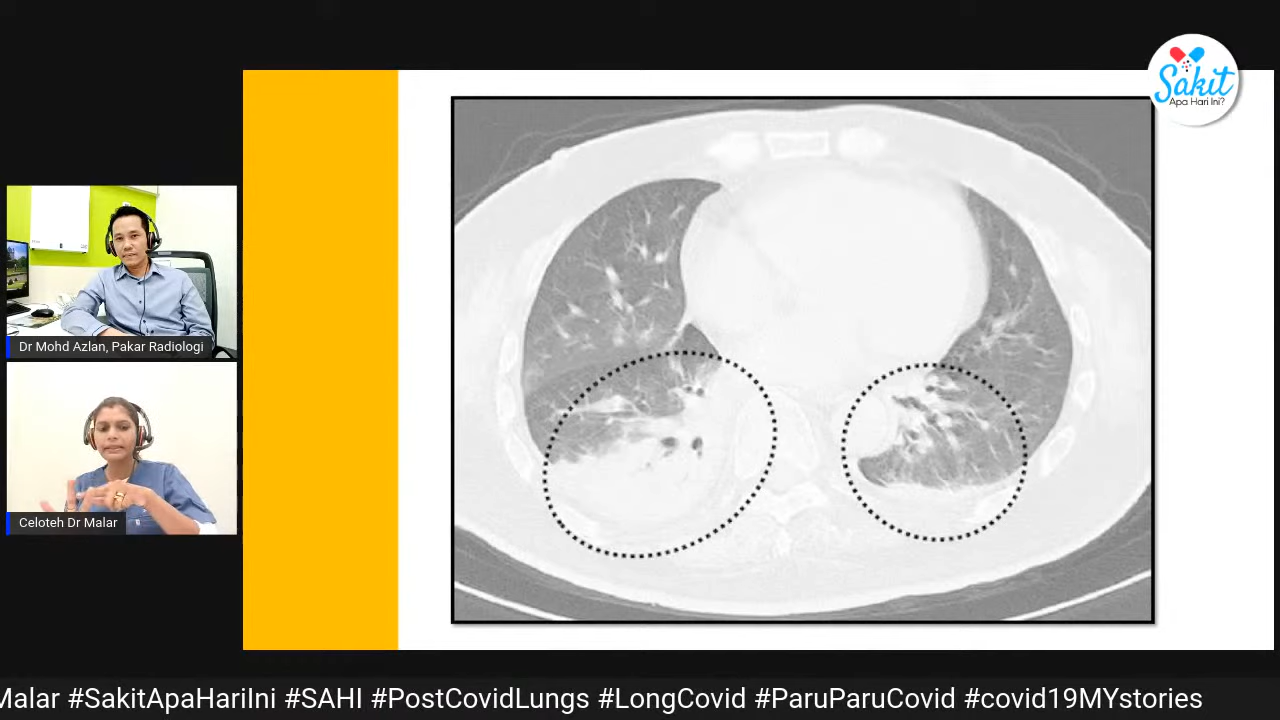 Sakit
Apa Hari Ini?
Dr Mohd Azlan, Pakar Radiologi
Celoteh Dr Malar
Malar #SakitApaHariIni #SAHI #PostCovidLungs #LongCovid #ParuParuCovid #covid19MYstories